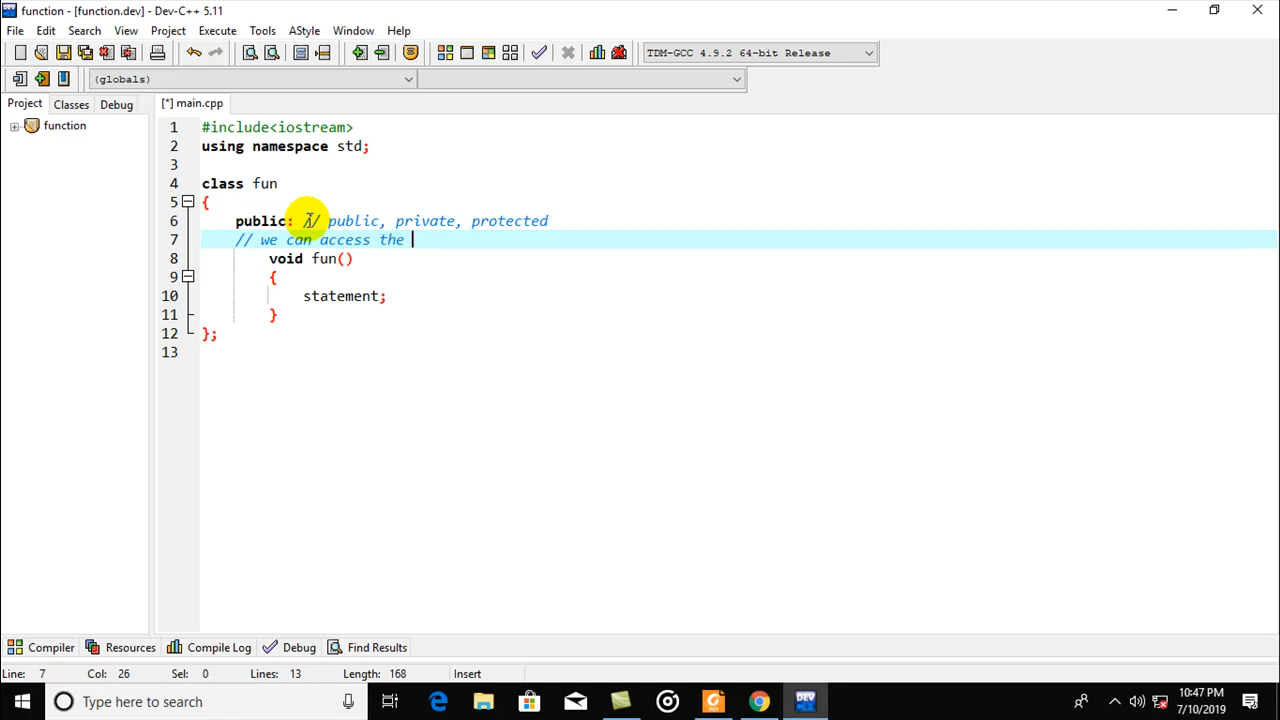 function - [function.dev] - Dev-C++ 5.11
File Edit Search View Project Execute Tools AStyle Window Help
TDM-GCC 4.9.2 64-bit Release
(globals)
Project Classes Debug [*] main.cpp
function
1 #include<iostream>
2 using namespace std;
3
4 class fun
5 {
6 public: // public, private, protected
7 // we can access the
8 void fun()
9 {
10 statement;
11 }
12 };
13
Compiler Resources Compile Log Debug Find Results
Line: 7 Col: 26 Sel: 0 Lines: 13 Length: 168 Insert
Type here to search
DEV
10:47 PM
7/10/2019